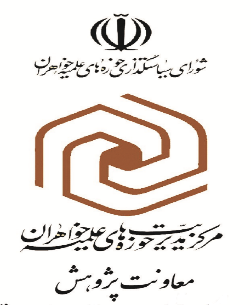 شورای سیاستگذاری حوزه های علمیه خواهران
مرکز مدیریت حوزه های علمیه خواهران
معاونت پژوهش